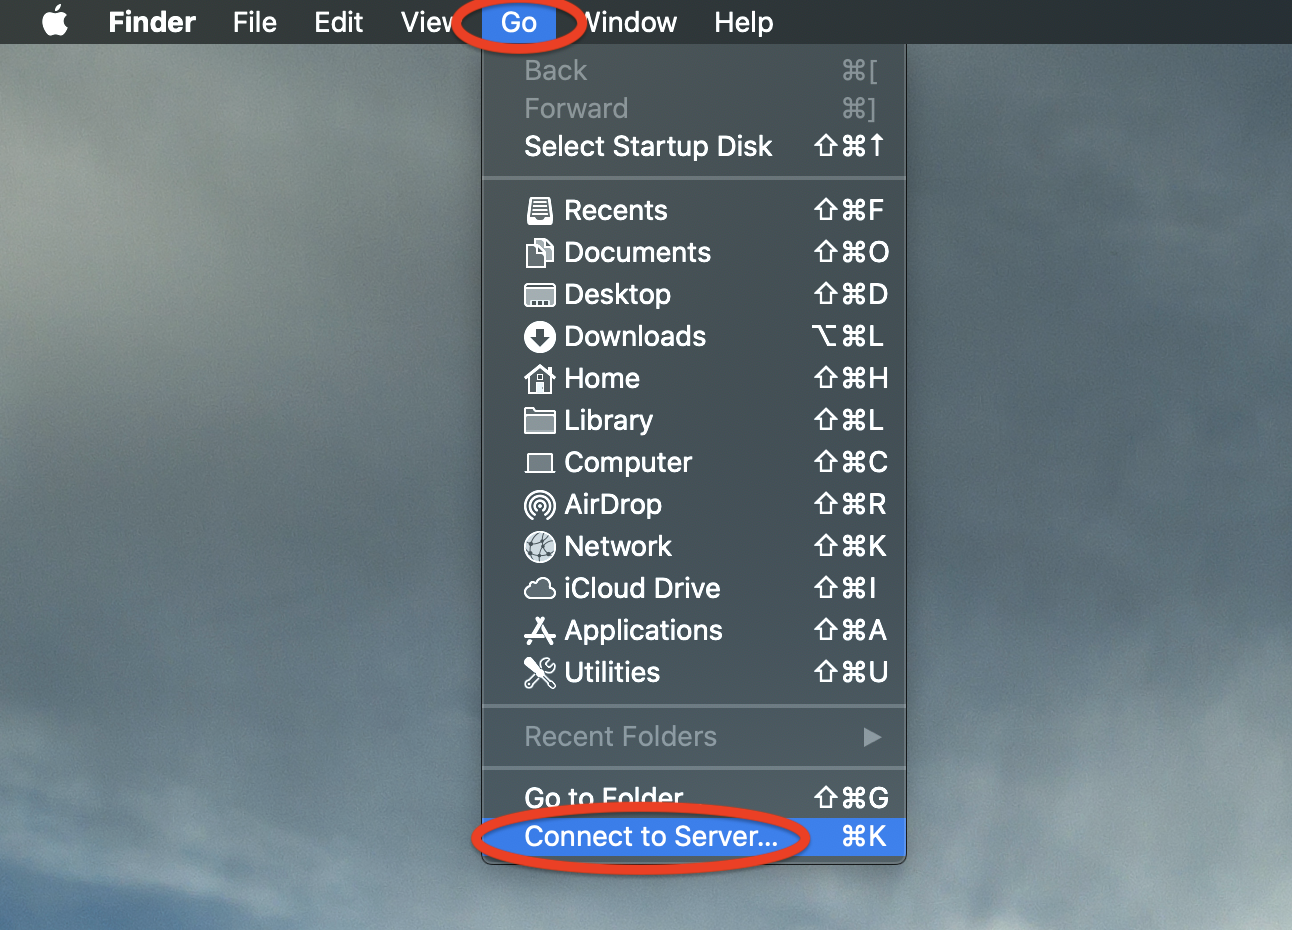 Finder File Edit View Go Window Help
Back ⌘[
Forward ⌘]
Select Startup Disk ⇧⌘↑
Recents ⇧⌘F
Documents ⇧⌘O
Desktop ⇧⌘D
Downloads ⌥⌘L
Home ⇧⌘H
Library ⇧⌘L
Computer ⇧⌘C
AirDrop ⇧⌘R
Network ⇧⌘K
iCloud Drive ⇧⌘I
Applications ⇧⌘A
Utilities ⇧⌘U
Recent Folders ▶
Go to Folder ⇧⌘G
Connect to Server... ⌘K